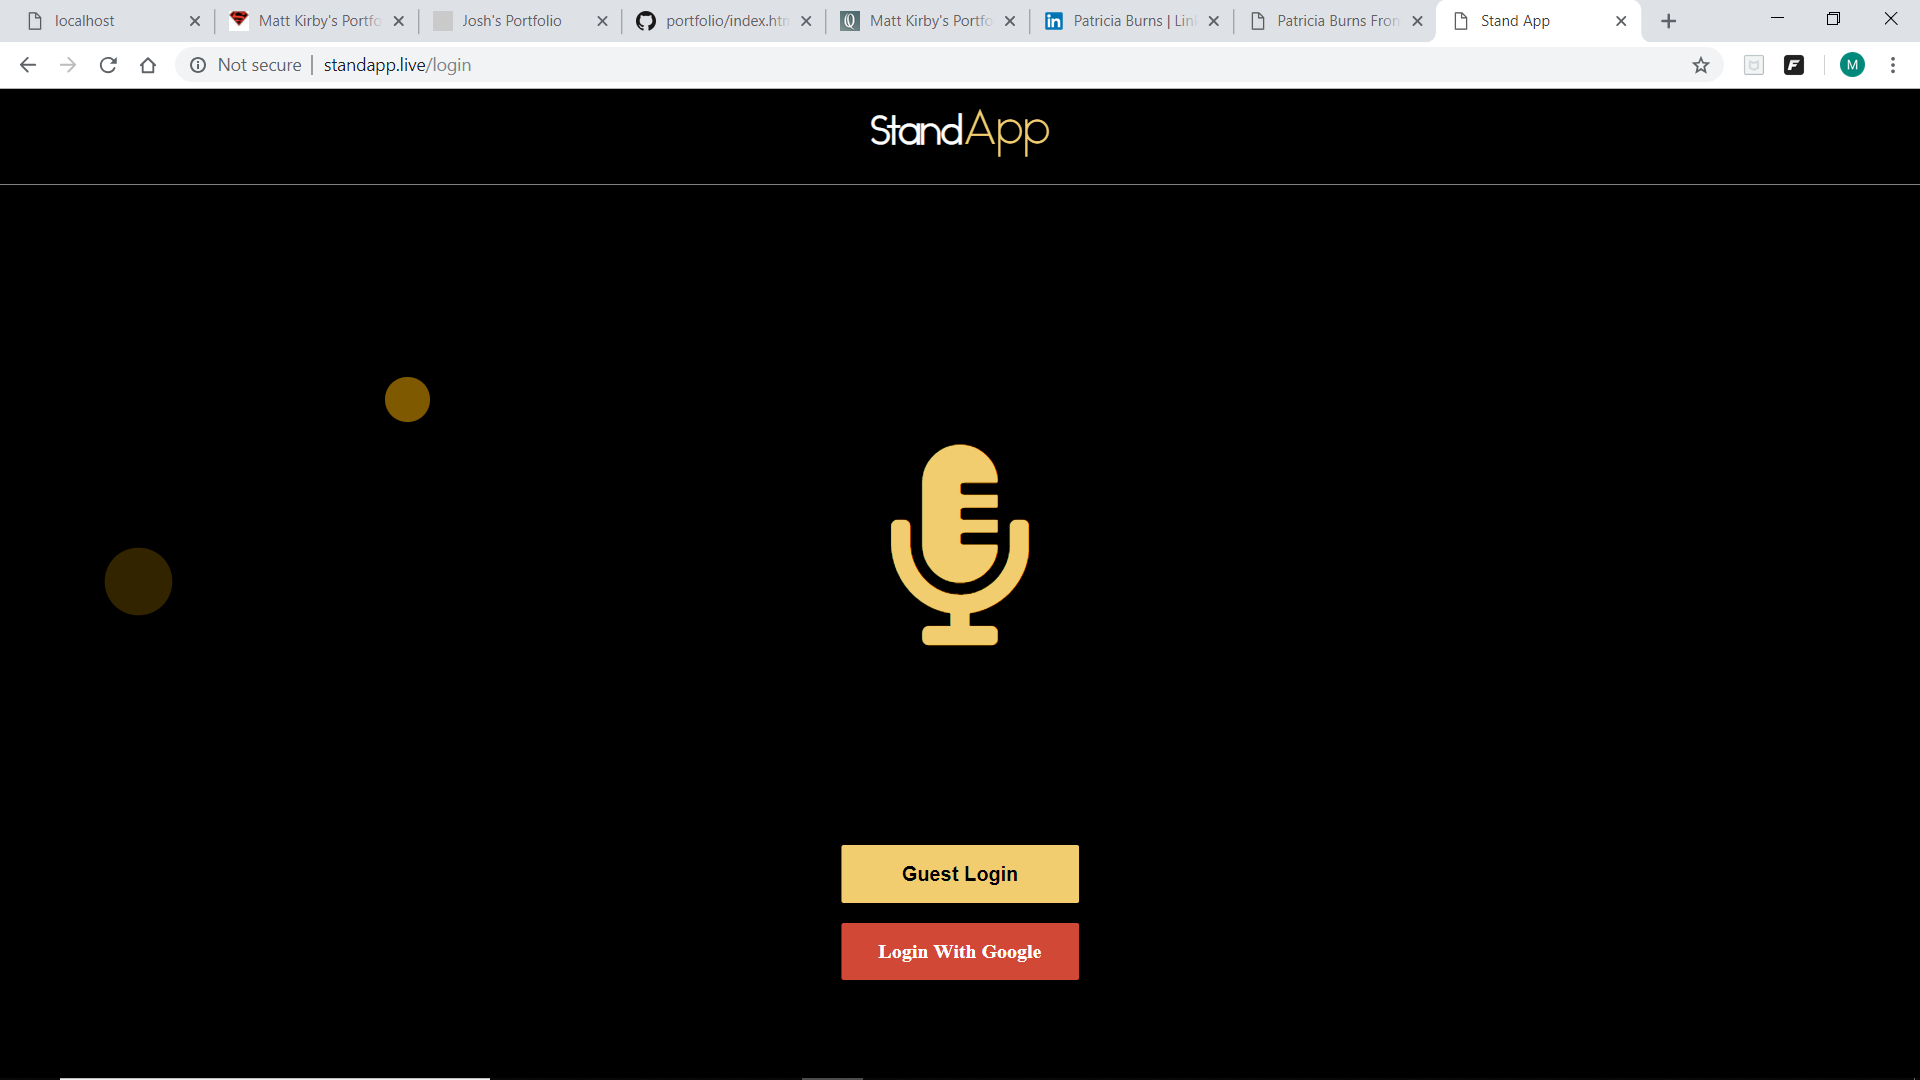 localhost
Matt Kirby's Portfo
Josh's Portfolio
portfolio/index.htm
Matt Kirby's Portfo
Patricia Burns | Lin
Patricia Burns Fron
Stand App
Not secure
standapp.live/login
M
StandApp
Guest Login
Login With Google